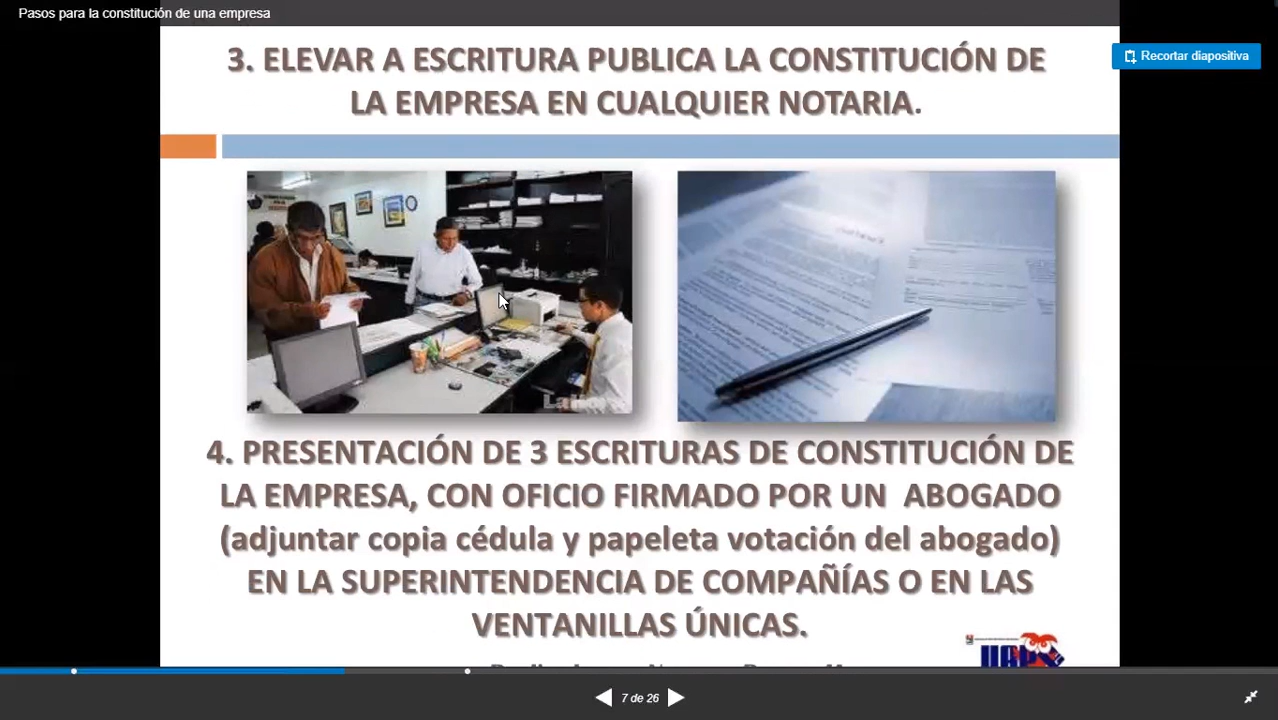 Pasos para la constitución de una empresa
Recortar diapositiva
3. ELEVAR A ESCRITURA PUBLICA LA CONSTITUCIÓN DE
LA EMPRESA EN CUALQUIER NOTARIA.
4. PRESENTACIÓN DE 3 ESCRITURAS DE CONSTITUCIÓN DE
LA EMPRESA, CON OFICIO FIRMADO POR UN ABOGADO
(adjuntar copia cédula y papeleta votación del abogado)
EN LA SUPERINTENDENCIA DE COMPAÑÍAS O EN LAS
VENTANILLAS ÚNICAS.
7 de 26